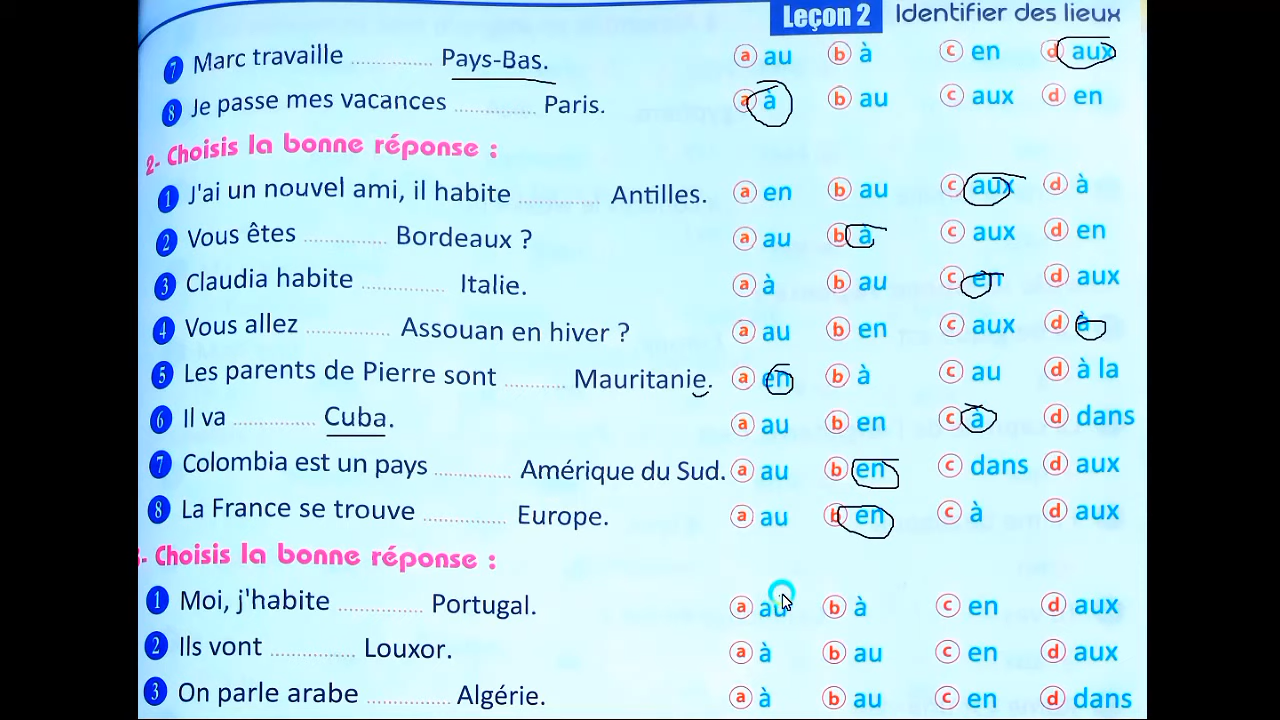 Leçon 2 Identifier des lieux
7 Marc travaille .............. Pays-Bas. a au b à c en d aux
8 Je passe mes vacances .............. Paris. a à b au c aux d en
2- Choisis la bonne réponse :
1 J'ai un nouvel ami, il habite .............. Antilles. a en b au c aux d à
2 Vous êtes .............. Bordeaux ? a au b à c aux d en
3 Claudia habite .............. Italie. a à b au c en d aux
4 Vous allez .............. Assouan en hiver ? a au b en c aux d à
5 Les parents de Pierre sont .............. Mauritanie. a en b à c au d à la
6 Il va .............. Cuba. a au b en c à d dans
7 Colombia est un pays .............. Amérique du Sud. a au b en c dans d aux
8 La France se trouve .............. Europe. a au b en c à d aux
3- Choisis la bonne réponse :
1 Moi, j'habite .............. Portugal. a au b à c en d aux
2 Ils vont .............. Louxor. a à b au c en d aux
3 On parle arabe .............. Algérie. a à b au c en d dans